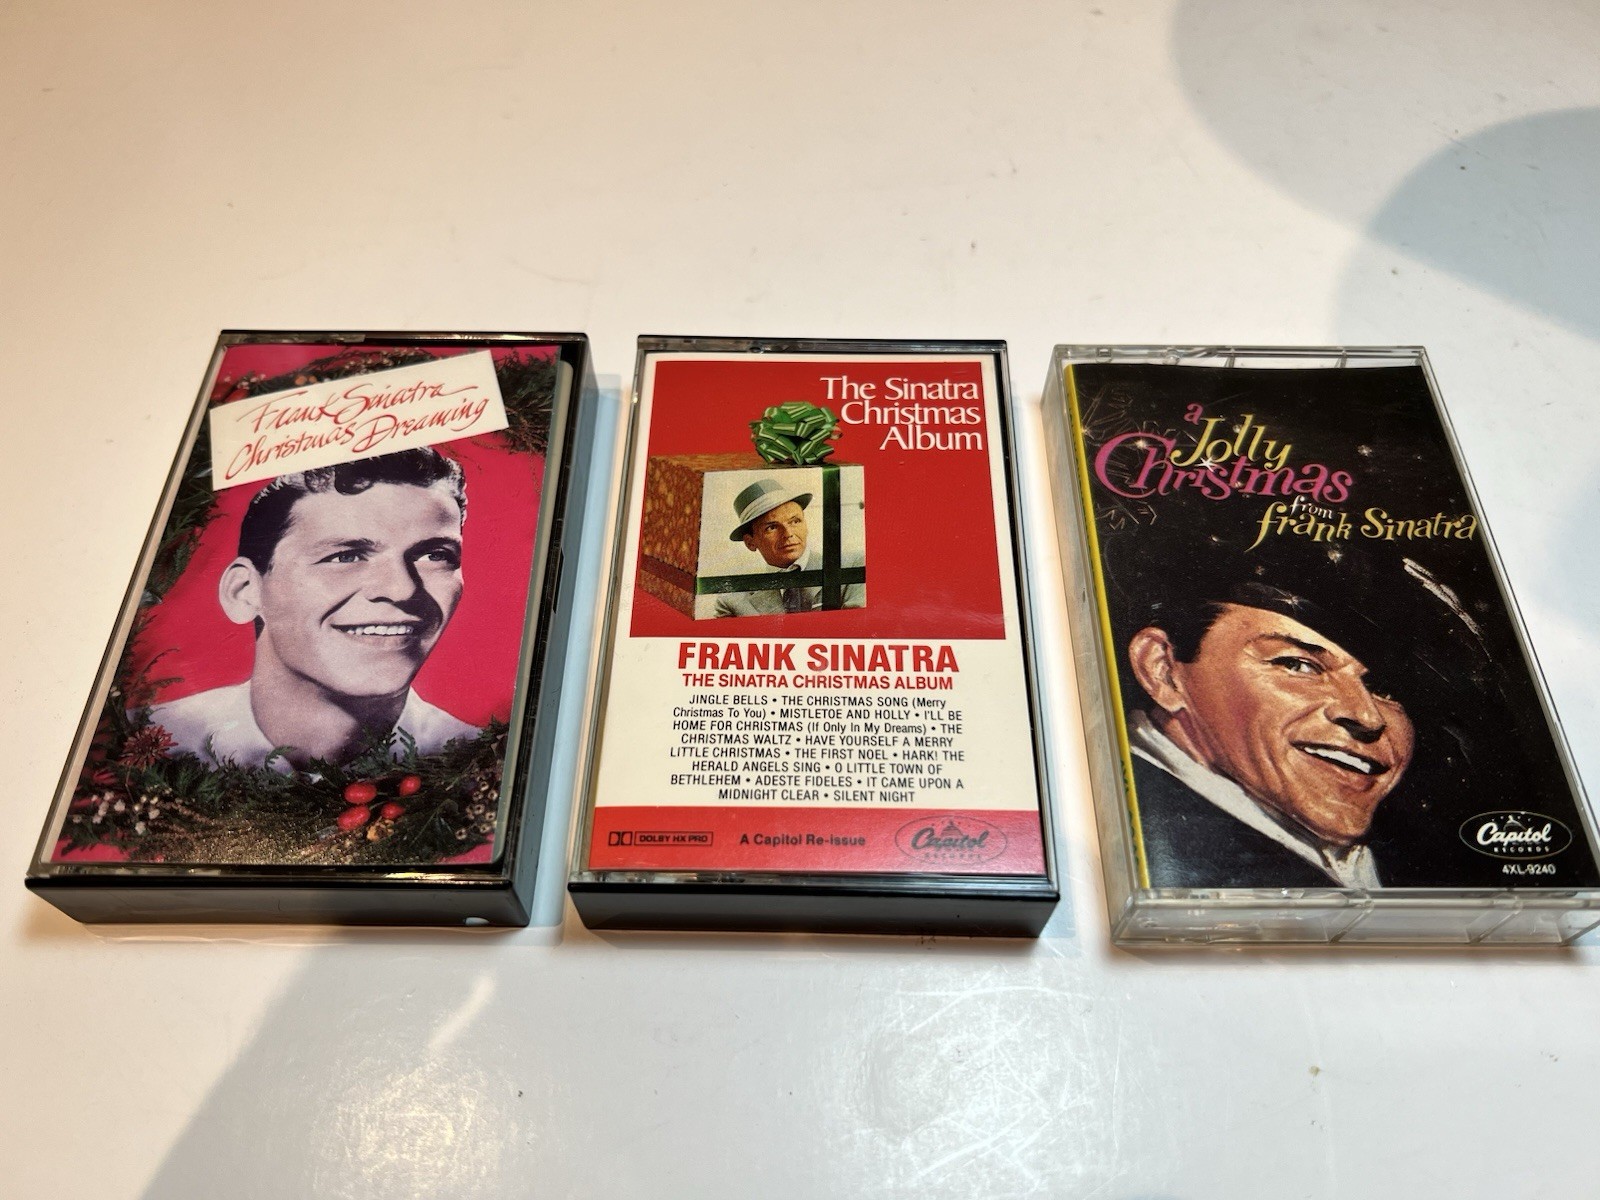 Frank Sinatra
Christmas Dreaming
The Sinatra
Christmas
Album
FRANK SINATRA
THE SINATRA CHRISTMAS ALBUM
JINGLE BELLS • THE CHRISTMAS SONG (Merry
Christmas To You) • MISTLETOE AND HOLLY • I'LL BE
HOME FOR CHRISTMAS (If Only In My Dreams) • THE
CHRISTMAS WALTZ • HAVE YOURSELF A MERRY
LITTLE CHRISTMAS • THE FIRST NOEL • HARK! THE
HERALD ANGELS SING • O LITTLE TOWN OF
BETHLEHEM • ADESTE FIDELES • IT CAME UPON A
MIDNIGHT CLEAR • SILENT NIGHT
DOLBY HX PRO
A Capitol Re-issue
Capitol
RECORDS
a
Jolly
Christmas
from
frank Sinatra
Capitol
RECORDS
4XL-9240